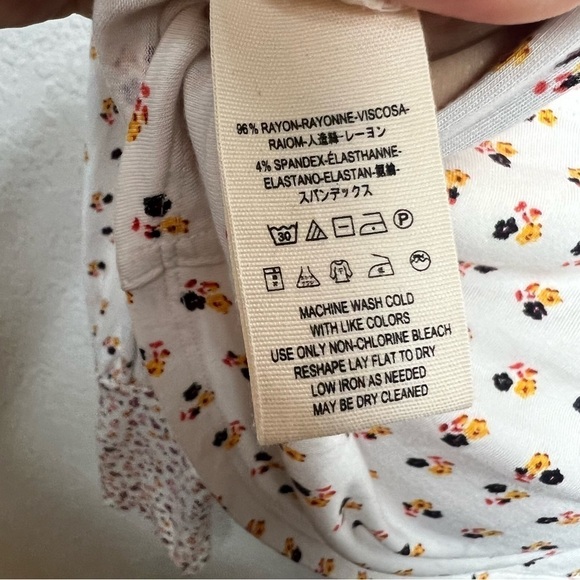 96% RAYON-RAYONNE-VISCOSA-
RAIOM-人造絲-レーヨン
4% SPANDEX-ÉLASTHANNE-
ELASTANO-ELASTAN-氨綸-
スパンデックス
30 P
MACHINE WASH COLD
WITH LIKE COLORS
USE ONLY NON-CHLORINE BLEACH
RESHAPE LAY FLAT TO DRY
LOW IRON AS NEEDED
MAY BE DRY CLEANED